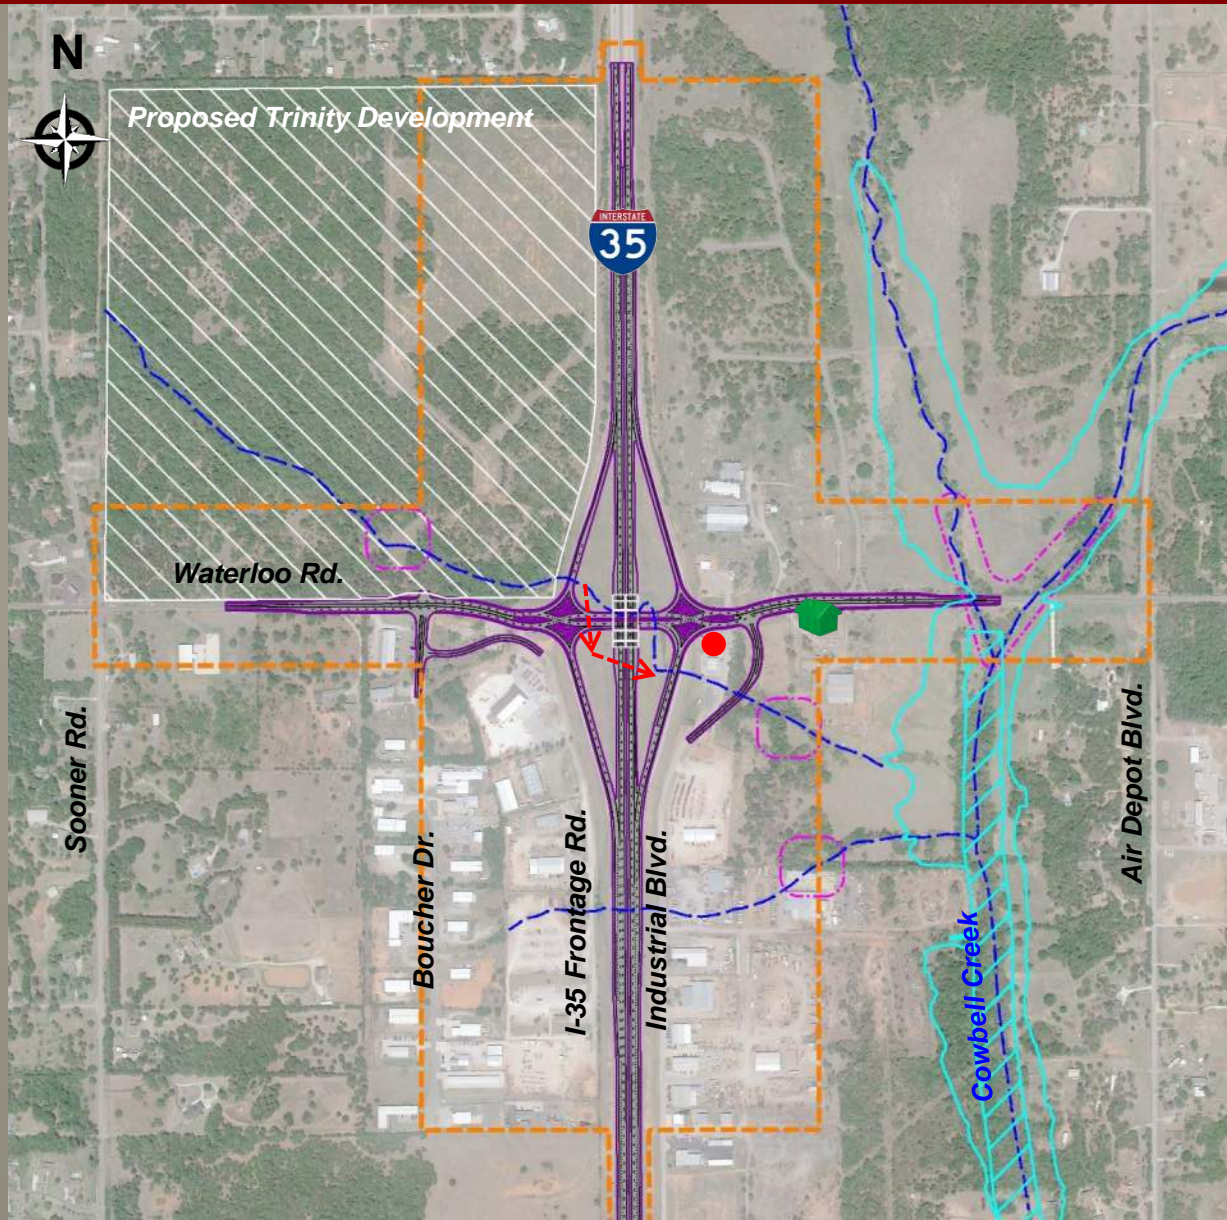 N
Proposed Trinity Development
INTERSTATE
35
Waterloo Rd.
Sooner Rd.
Boucher Dr.
I-35 Frontage Rd.
Industrial Blvd.
Air Depot Blvd.
Cowbell Creek